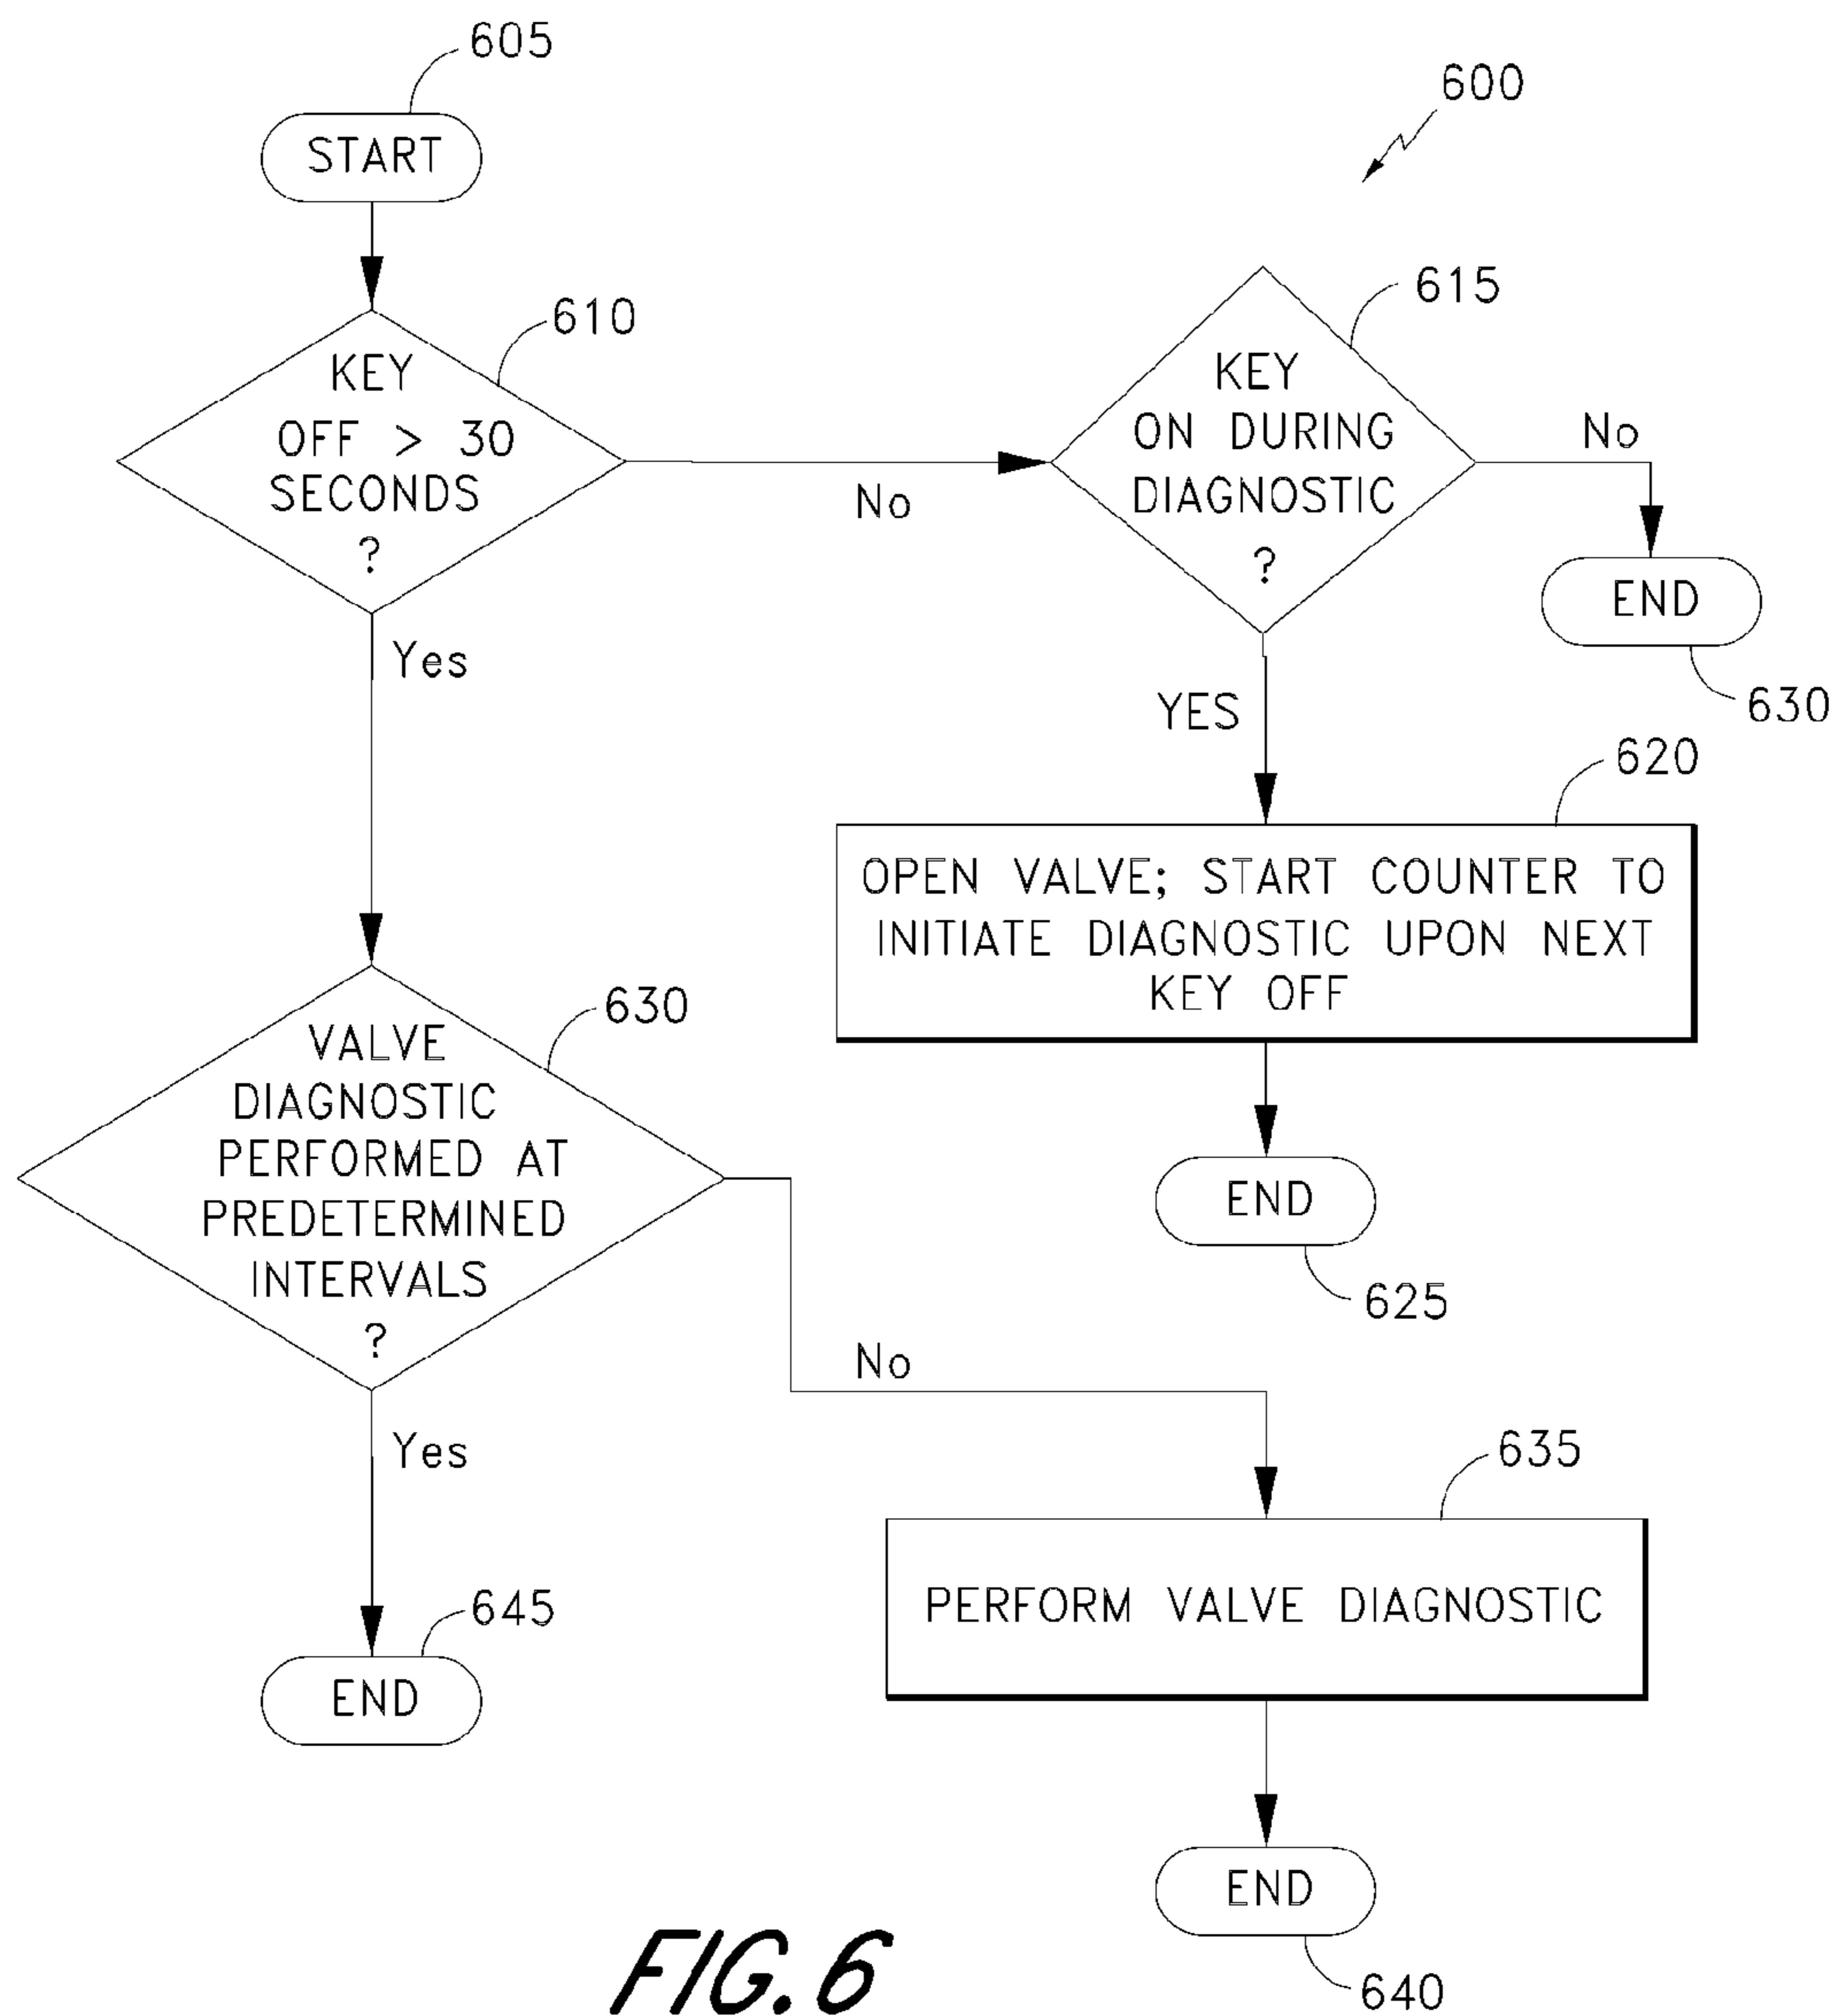 605
START
600
610
KEY
OFF > 30
SECONDS
?
No
Yes
615
KEY
ON DURING
DIAGNOSTIC
?
No
END
630
YES
620
OPEN VALVE; START COUNTER TO
INITIATE DIAGNOSTIC UPON NEXT
KEY OFF
END
625
630
VALVE
DIAGNOSTIC
PERFORMED AT
PREDETERMINED
INTERVALS
?
No
Yes
645
END
635
PERFORM VALVE DIAGNOSTIC
END
640
FIG. 6